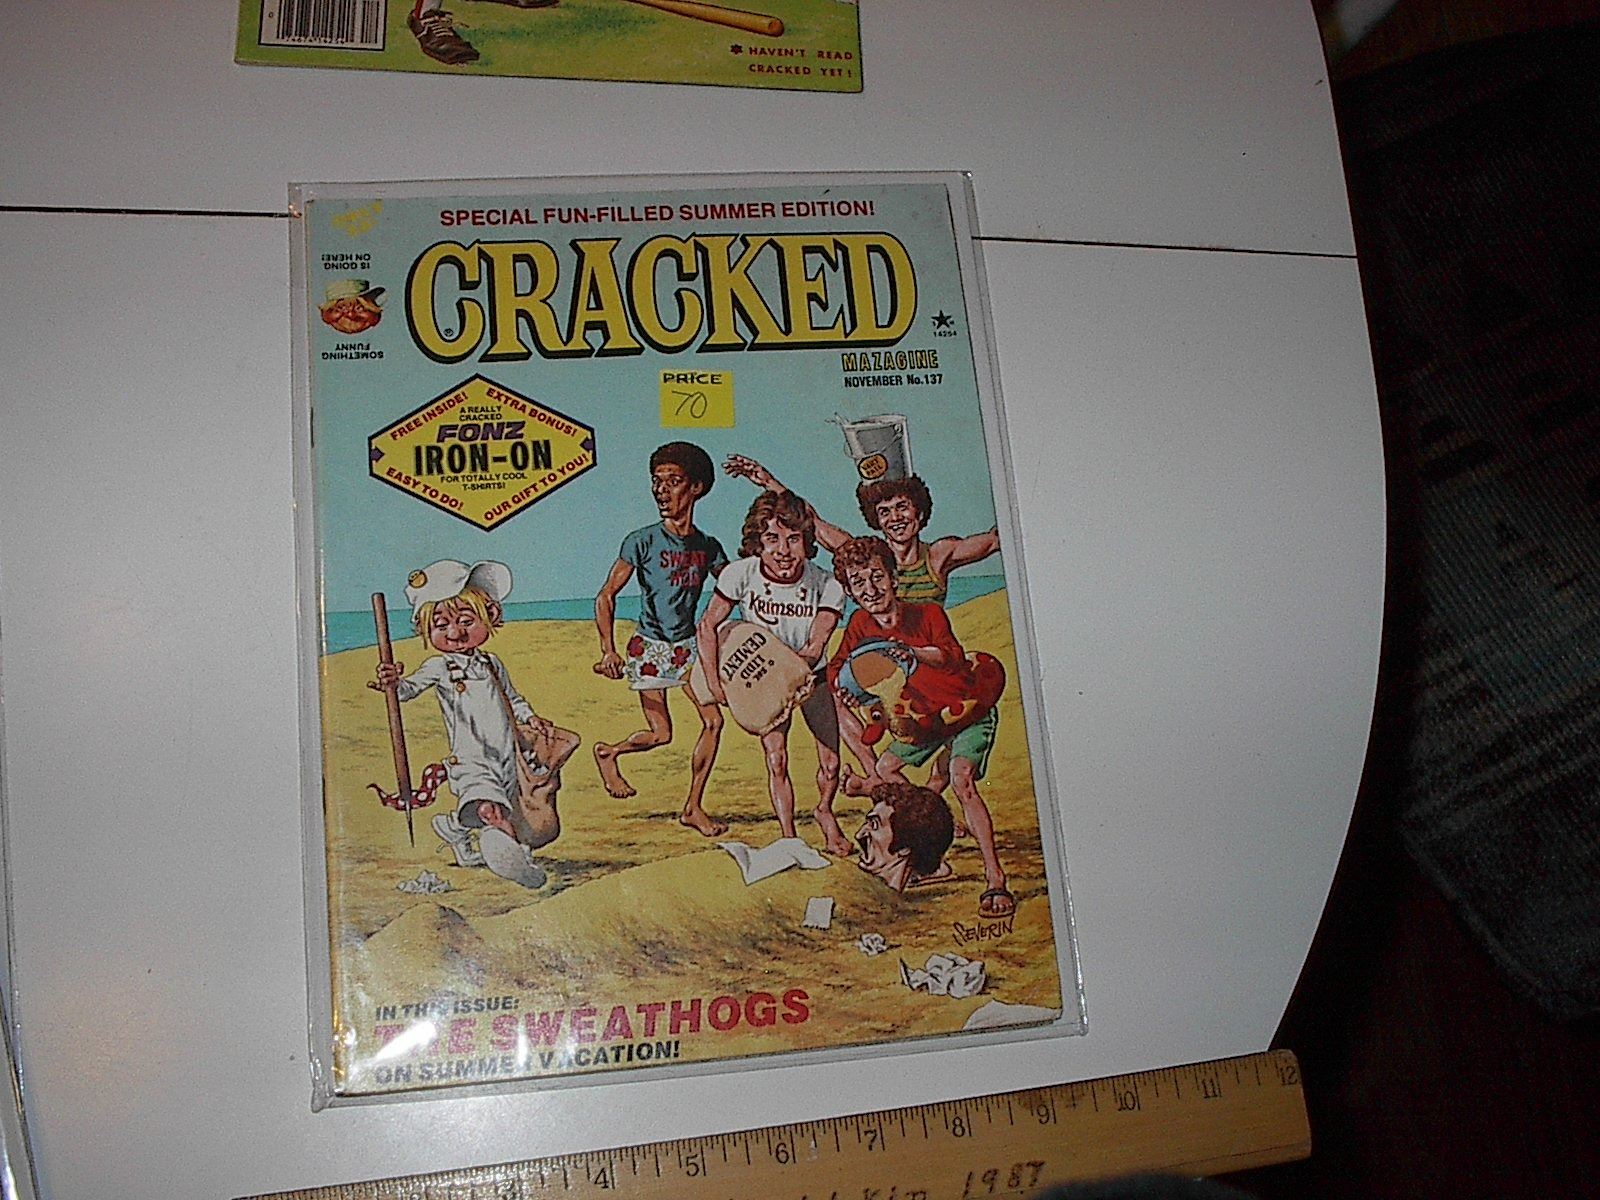 HAVEN'T READ
CRACKED YET!
SPECIAL FUN-FILLED SUMMER EDITION!
IS GOING
ON HERE!
CRACKED
SOMETHING
FUNNY
14254
MAZAGINE
NOVEMBER No.137
PRICE
70
FREE INSIDE! EXTRA BONUS!
A REALLY
CRACKED
FONZ
IRON-ON
FOR TOTALLY COOL
T-SHIRTS!
EASY TO DO! OUR GIFT TO YOU!
SWEAT
HOG
Krimson
CEMENT
SEVERIN
IN THIS ISSUE:
THE SWEATHOGS
ON SUMMER VACATION!
4 5 6 7 8 9 10 11 12
1987